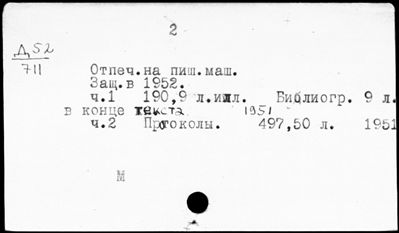 2
Д 52
711
Отпеч.на пиш.маш.
Защ.в 1952.
ч.1 190,9 л.илл. Библиогр. 9 л.
в конце текста 1951
ч.2 Протоколы. 497,50 л. 1951
М